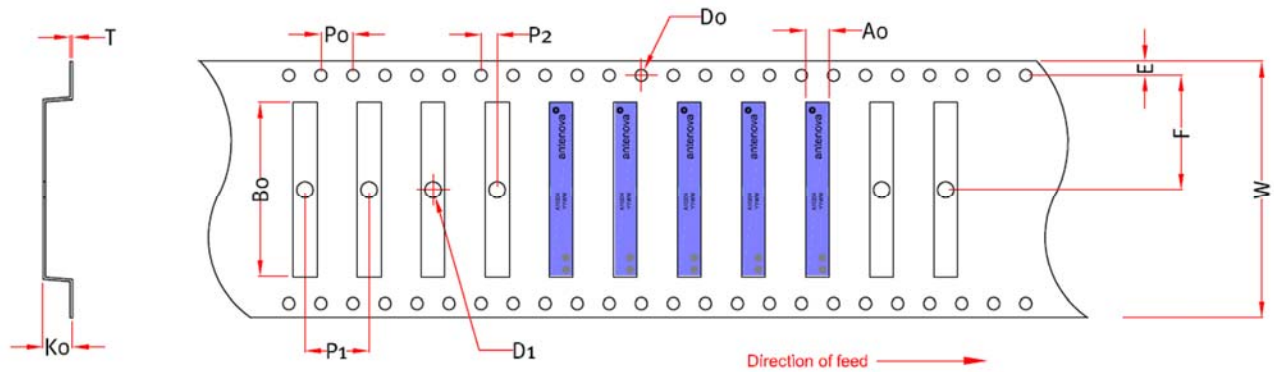 T
Po
P2
Do
Ao
E
F
W
Bo
antenova
antenova
antenova
antenova
antenova
Ko
P1
D1
Direction of feed